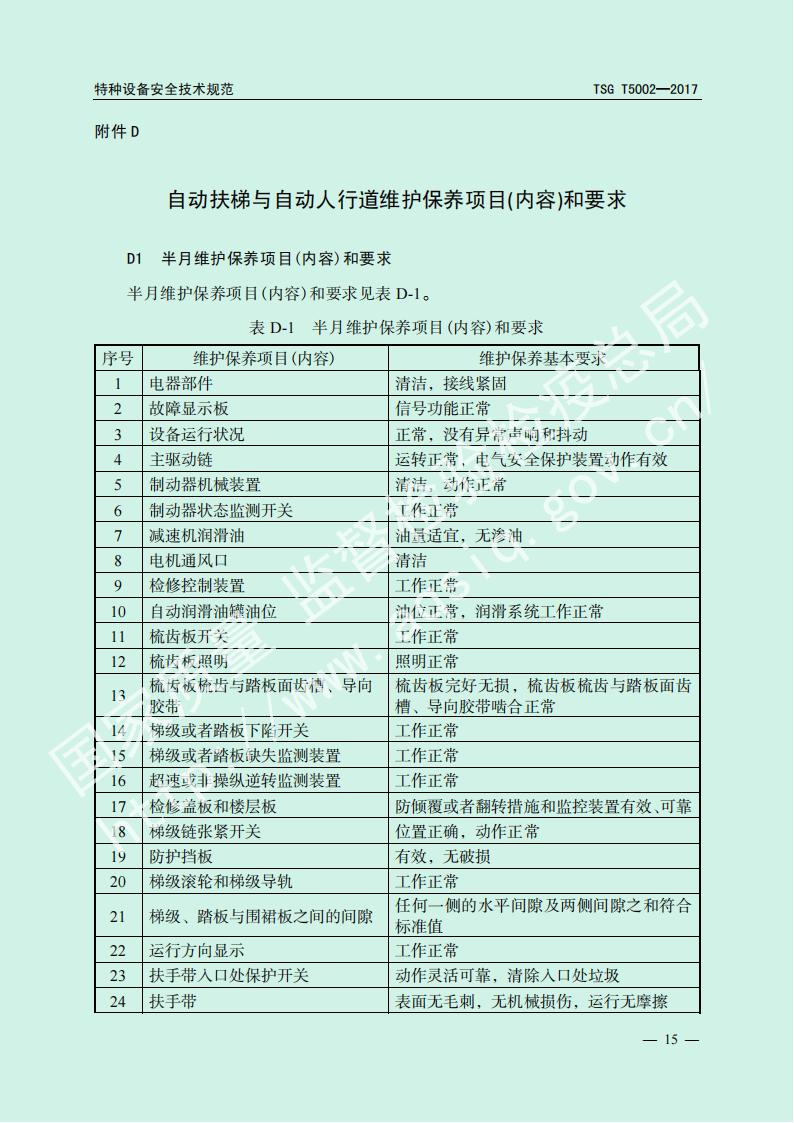 特种设备安全技术规范 TSG T5002—2017
附件 D
自动扶梯与自动人行道维护保养项目(内容)和要求
D1 半月维护保养项目(内容)和要求
半月维护保养项目(内容)和要求见表 D-1。
表 D-1 半月维护保养项目(内容)和要求
序号 维护保养项目(内容) 维护保养基本要求
1 电器部件 清洁，接线紧固
2 故障显示板 信号功能正常
3 设备运行状况 正常，没有异常声响和抖动
4 主驱动链 运转正常，电气安全保护装置动作有效
5 制动器机械装置 清洁，动作正常
6 制动器状态监测开关 工作正常
7 减速机润滑油 油量适宜，无渗油
8 电机通风口 清洁
9 检修控制装置 工作正常
10 自动润滑油罐油位 油位正常，润滑系统工作正常
11 梳齿板开关 工作正常
12 梳齿板照明 照明正常
13 梳齿板梳齿与踏板面齿槽、导向 梳齿板完好无损，梳齿板梳齿与踏板面齿
胶带 槽、导向胶带啮合正常
14 梯级或者踏板下陷开关 工作正常
15 梯级或者踏板缺失监测装置 工作正常
16 超速或非操纵逆转监测装置 工作正常
17 检修盖板和楼层板 防倾覆或者翻转措施和监控装置有效、可靠
18 梯级链张紧开关 位置正确，动作正常
19 防护挡板 有效，无破损
20 梯级滚轮和梯级导轨 工作正常
21 梯级、踏板与围裙板之间的间隙 任何一侧的水平间隙及两侧间隙之和符合
标准值
22 运行方向显示 工作正常
23 扶手带入口处保护开关 动作灵活可靠，清除入口处垃圾
24 扶手带 表面无毛刺，无机械损伤，运行无摩擦
— 15 —
国家质量监督检验检疫总局
http://www.aqsiq.gov.cn/